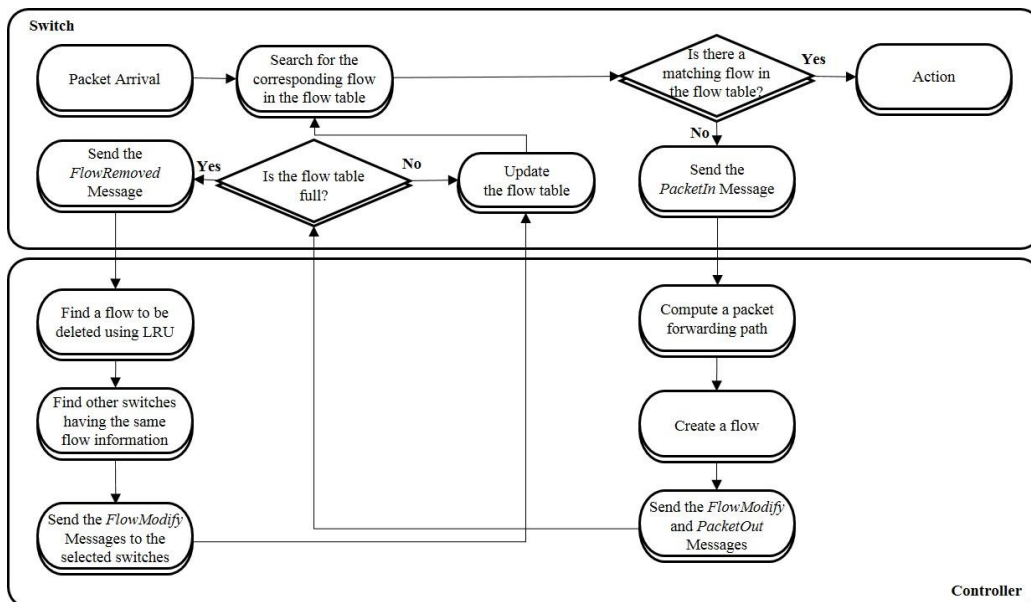 Switch
Packet Arrival
Search for the
corresponding flow
in the flow table
Is there a
matching flow in
the flow table?
Yes
Action
No
Send the
FlowRemoved
Message
Yes
Is the flow table
full?
No
Update
the flow table
Send the
PacketIn Message
Find a flow to be
deleted using LRU
Compute a packet
forwarding path
Find other switches
having the same
flow information
Create a flow
Send the FlowModify
Messages to the
selected switches
Send the FlowModify
and PacketOut
Messages
Controller